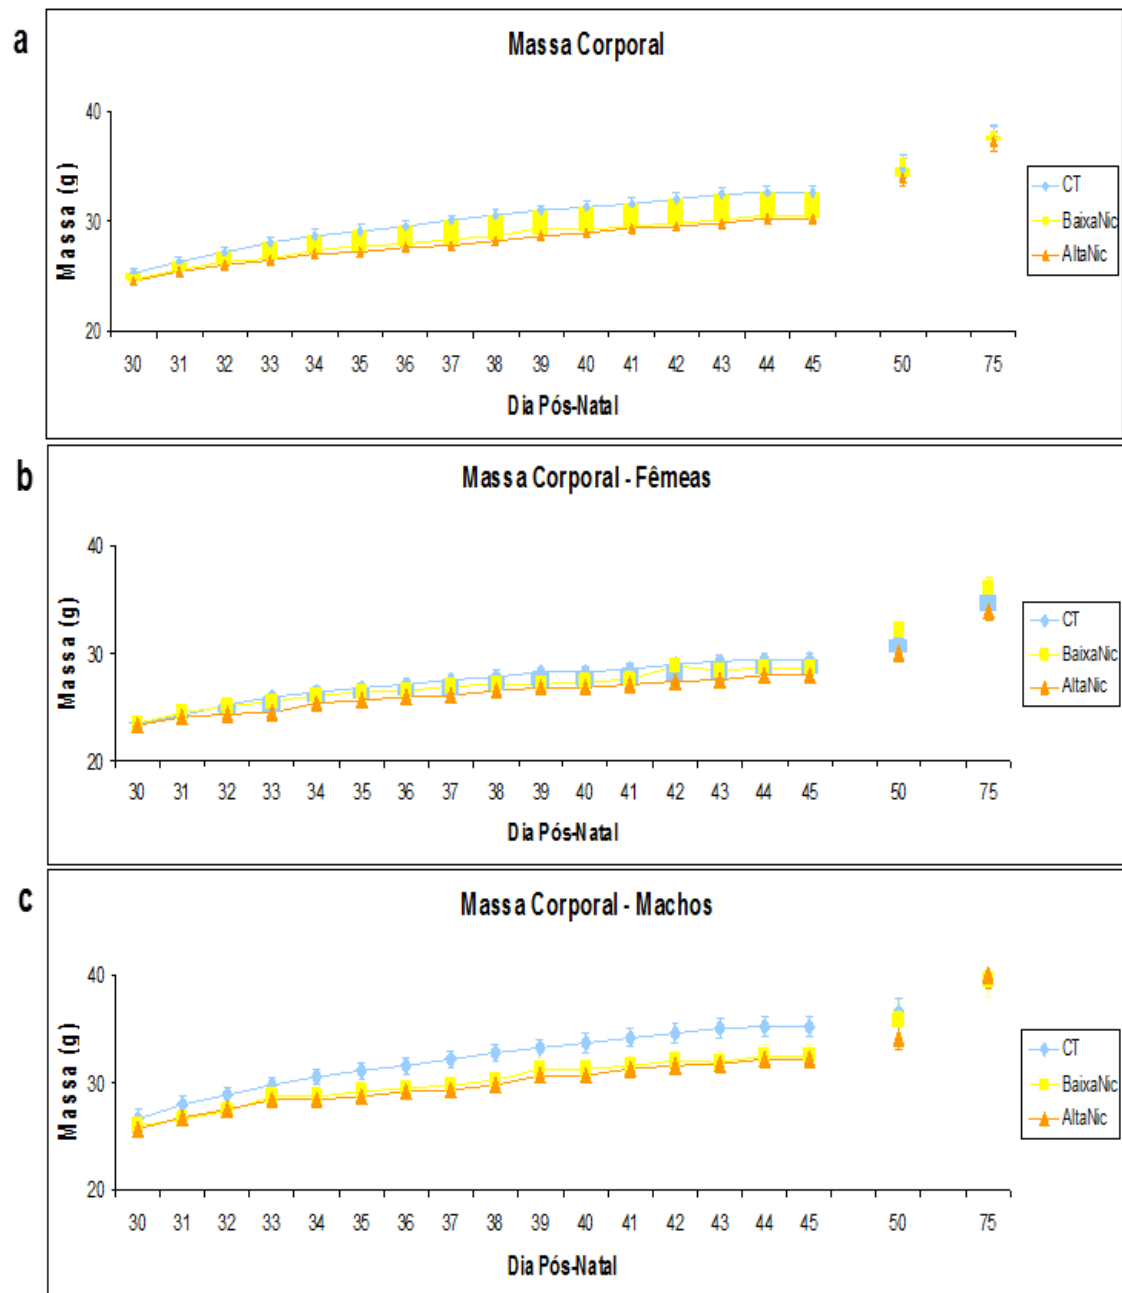 a
Massa Corporal
Massa (g)
40
30
20
30 31 32 33 34 35 36 37 38 39 40 41 42 43 44 45 50 75
Dia Pós-Natal
CT
BaixaNic
AltaNic
b
Massa Corporal - Fêmeas
Massa (g)
40
30
20
30 31 32 33 34 35 36 37 38 39 40 41 42 43 44 45 50 75
Dia Pós-Natal
CT
BaixaNic
AltaNic
c
Massa Corporal - Machos
Massa (g)
40
30
20
30 31 32 33 34 35 36 37 38 39 40 41 42 43 44 45 50 75
Dia Pós-Natal
CT
BaixaNic
AltaNic